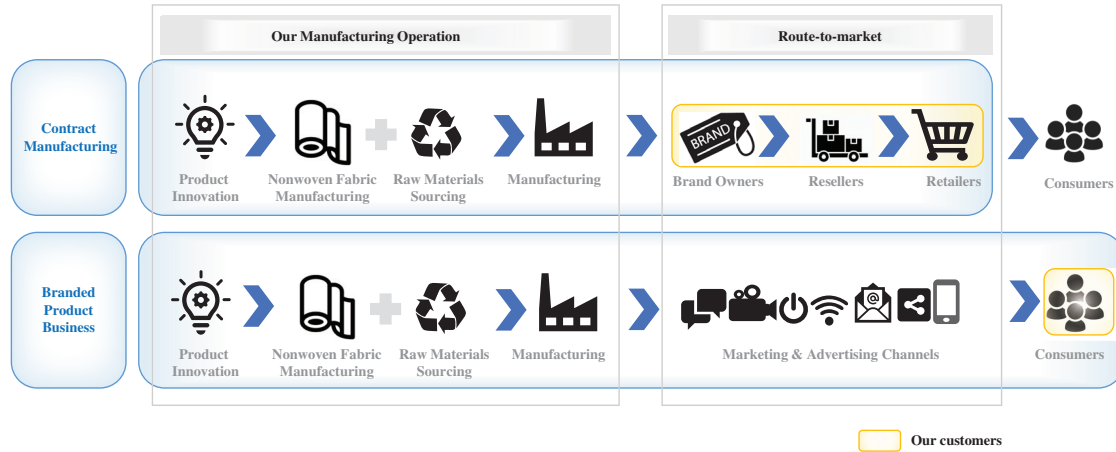 Our Manufacturing Operation
Route-to-market
Contract
Manufacturing
BRAND
Product
Innovation
Nonwoven Fabric
Manufacturing
Raw Materials
Sourcing
Manufacturing
Brand Owners
Resellers
Retailers
Consumers
Branded
Product
Business
@
Product
Innovation
Nonwoven Fabric
Manufacturing
Raw Materials
Sourcing
Manufacturing
Marketing & Advertising Channels
Consumers
Our customers